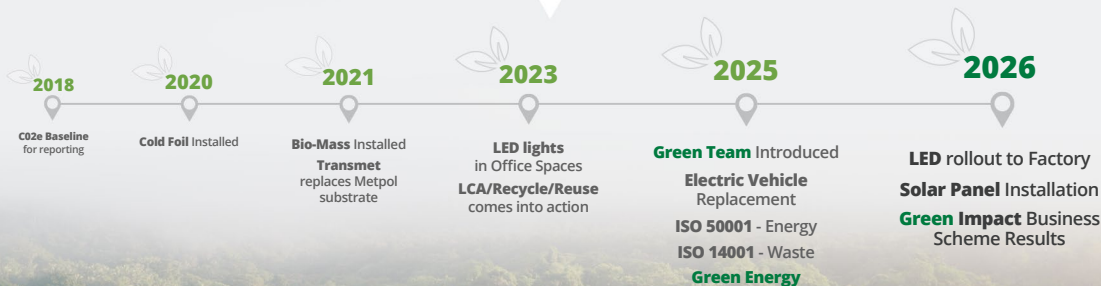 2018
C02e Baseline
for reporting
2020
Cold Foil Installed
2021
Bio-Mass Installed
Transmet
replaces Metpol
substrate
2023
LED lights
in Office Spaces
LCA/Recycle/Reuse
comes into action
2025
Green Team Introduced
Electric Vehicle
Replacement
ISO 50001 - Energy
ISO 14001 - Waste
Green Energy
2026
LED rollout to Factory
Solar Panel Installation
Green Impact Business
Scheme Results